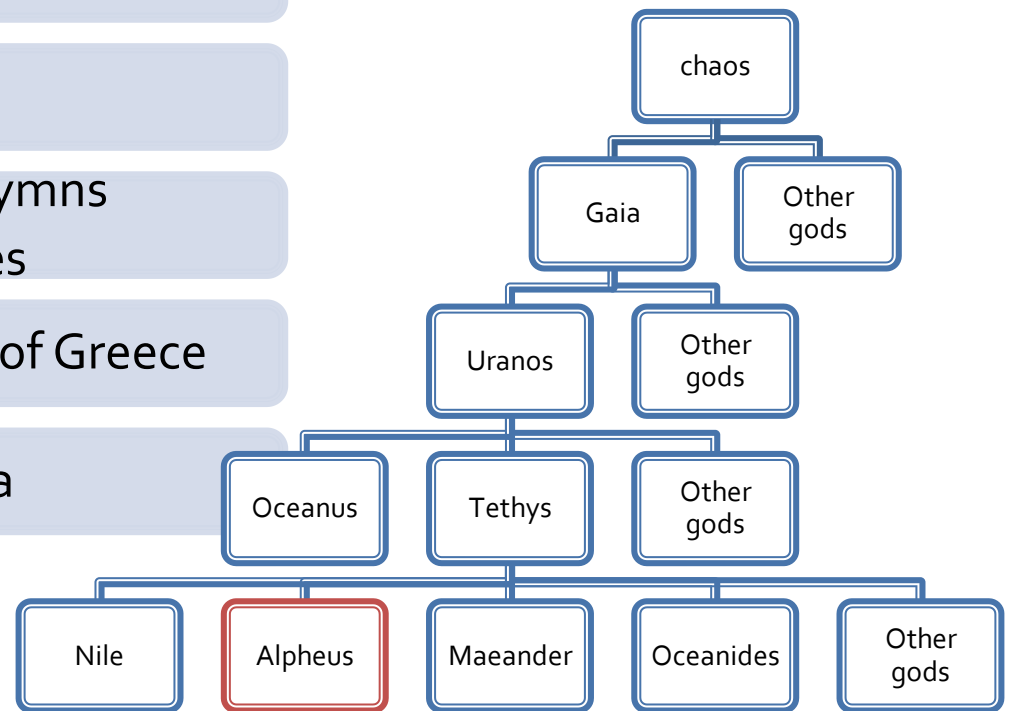 ymns
es
of Greece
a
chaos
Gaia
Other
gods
Uranos
Other
gods
Oceanus
Tethys
Other
gods
Nile
Alpheus
Maeander
Oceanides
Other
gods